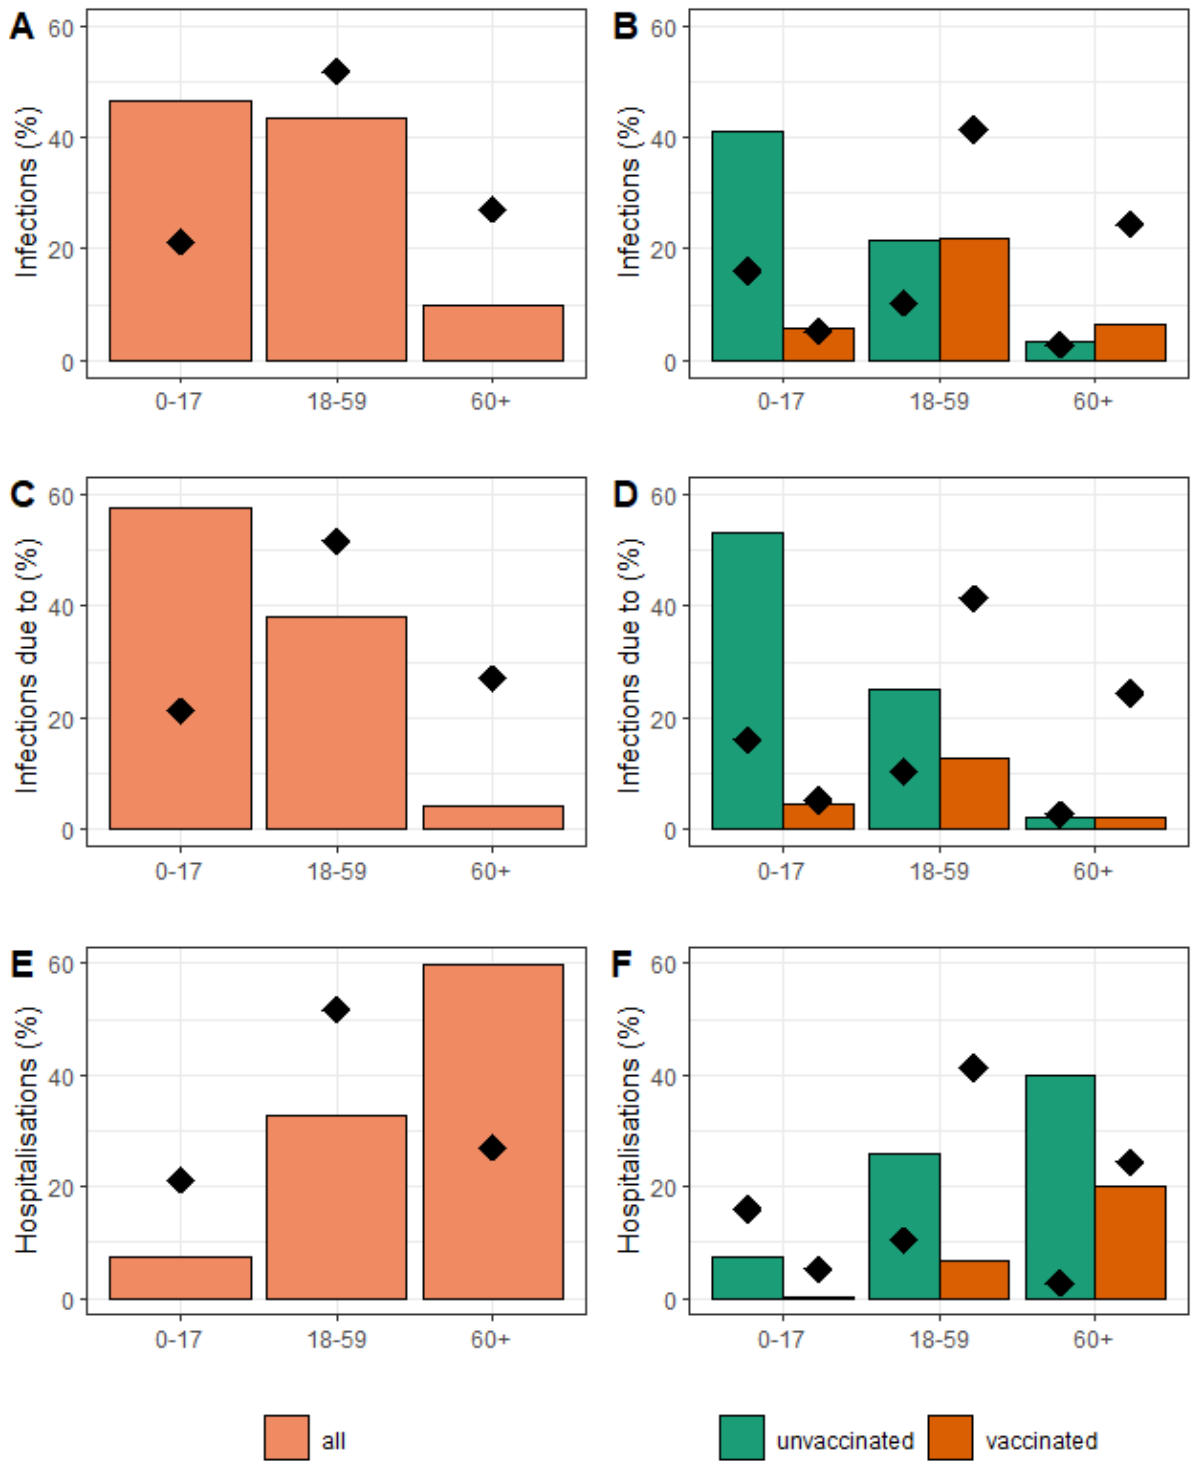 A
B
60
40
20
0
Infections (%)
0-17 18-59 60+
60
40
20
0
Infections (%)
0-17 18-59 60+
C
D
60
40
20
0
Infections due to (%)
0-17 18-59 60+
60
40
20
0
Infections due to (%)
0-17 18-59 60+
E
F
60
40
20
0
Hospitalisations (%)
0-17 18-59 60+
60
40
20
0
Hospitalisations (%)
0-17 18-59 60+
all
unvaccinated vaccinated